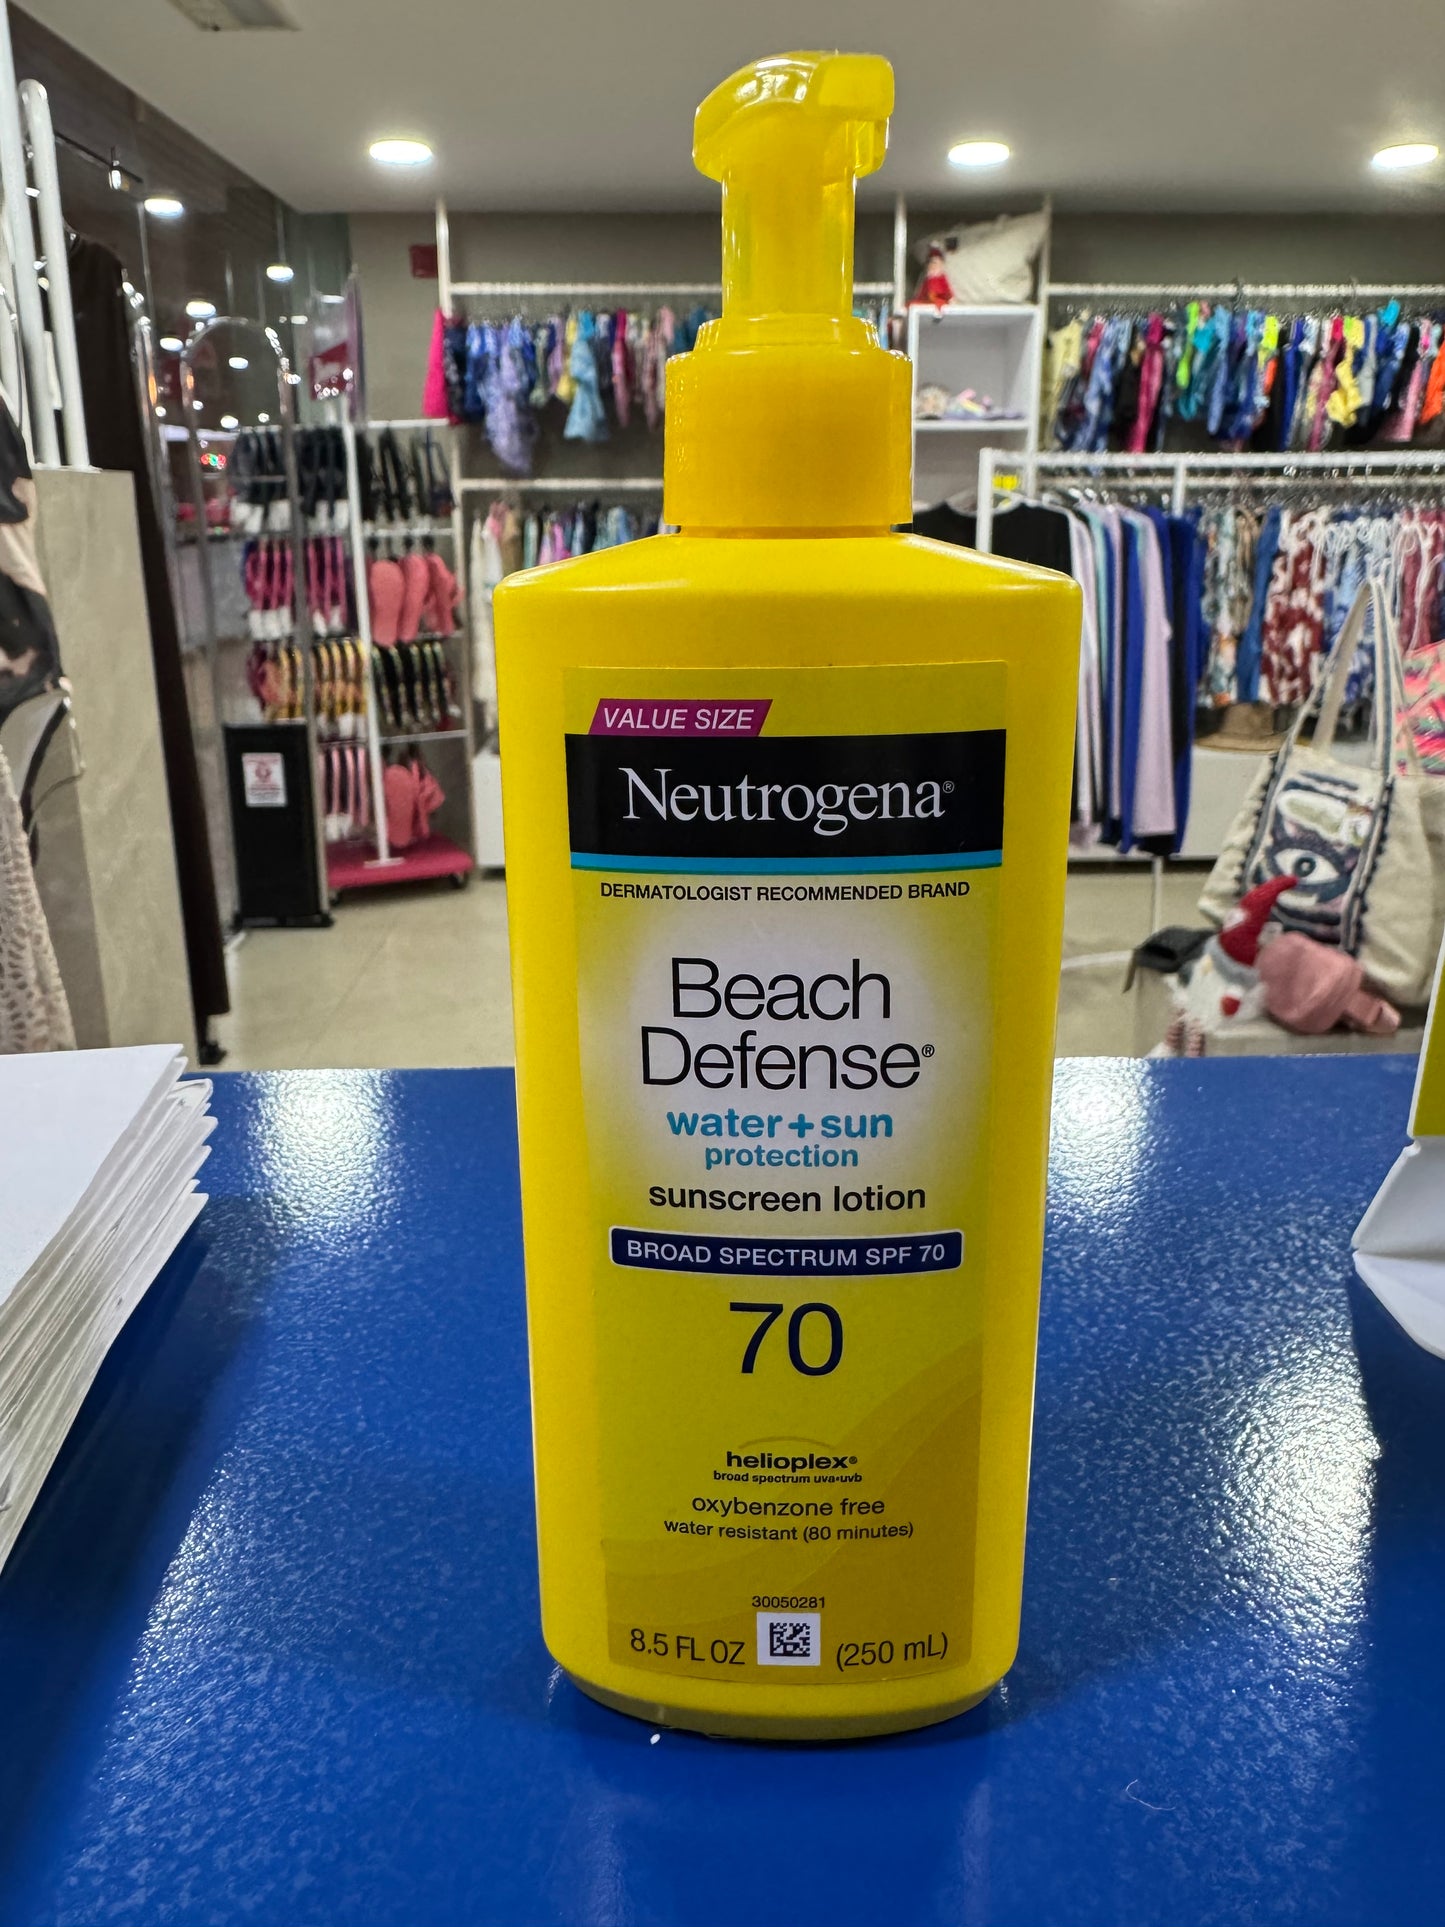 VALUE SIZE
Neutrogena®
DERMATOLOGIST RECOMMENDED BRAND
Beach
Defense®
water+sun
protection
sunscreen lotion
BROAD SPECTRUM SPF 70
70
helioplex®
broad spectrum uva•uvb
oxybenzone free
water resistant (80 minutes)
30050281
8.5 FL OZ (250 mL)